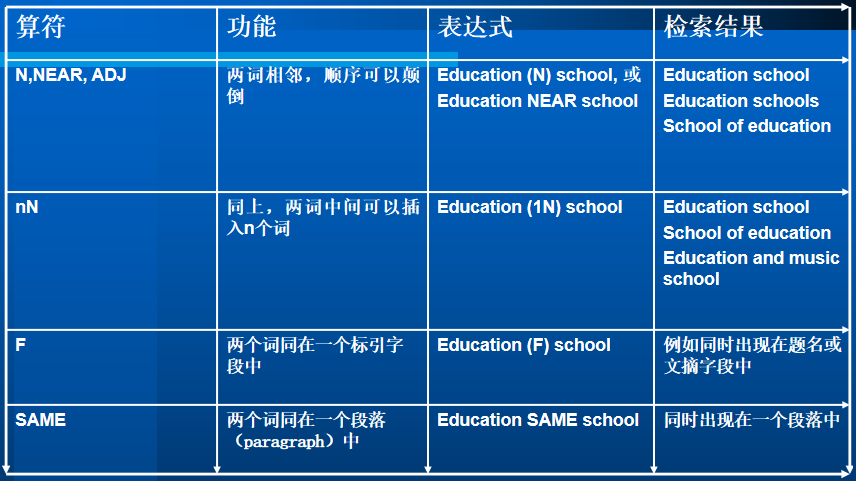 算符
功能
表达式
检索结果
N,NEAR, ADJ
两词相邻，顺序可以颠
倒
Education (N) school, 或
Education NEAR school
Education school
Education schools
School of education
nN
同上，两词中间可以插
入n个词
Education (1N) school
Education school
School of education
Education and music
school
F
两个词同在一个标引字
段中
Education (F) school
例如同时出现在题名或
文摘字段中
SAME
两个词同在一个段落
（paragraph）中
Education SAME school
同时出现在一个段落中